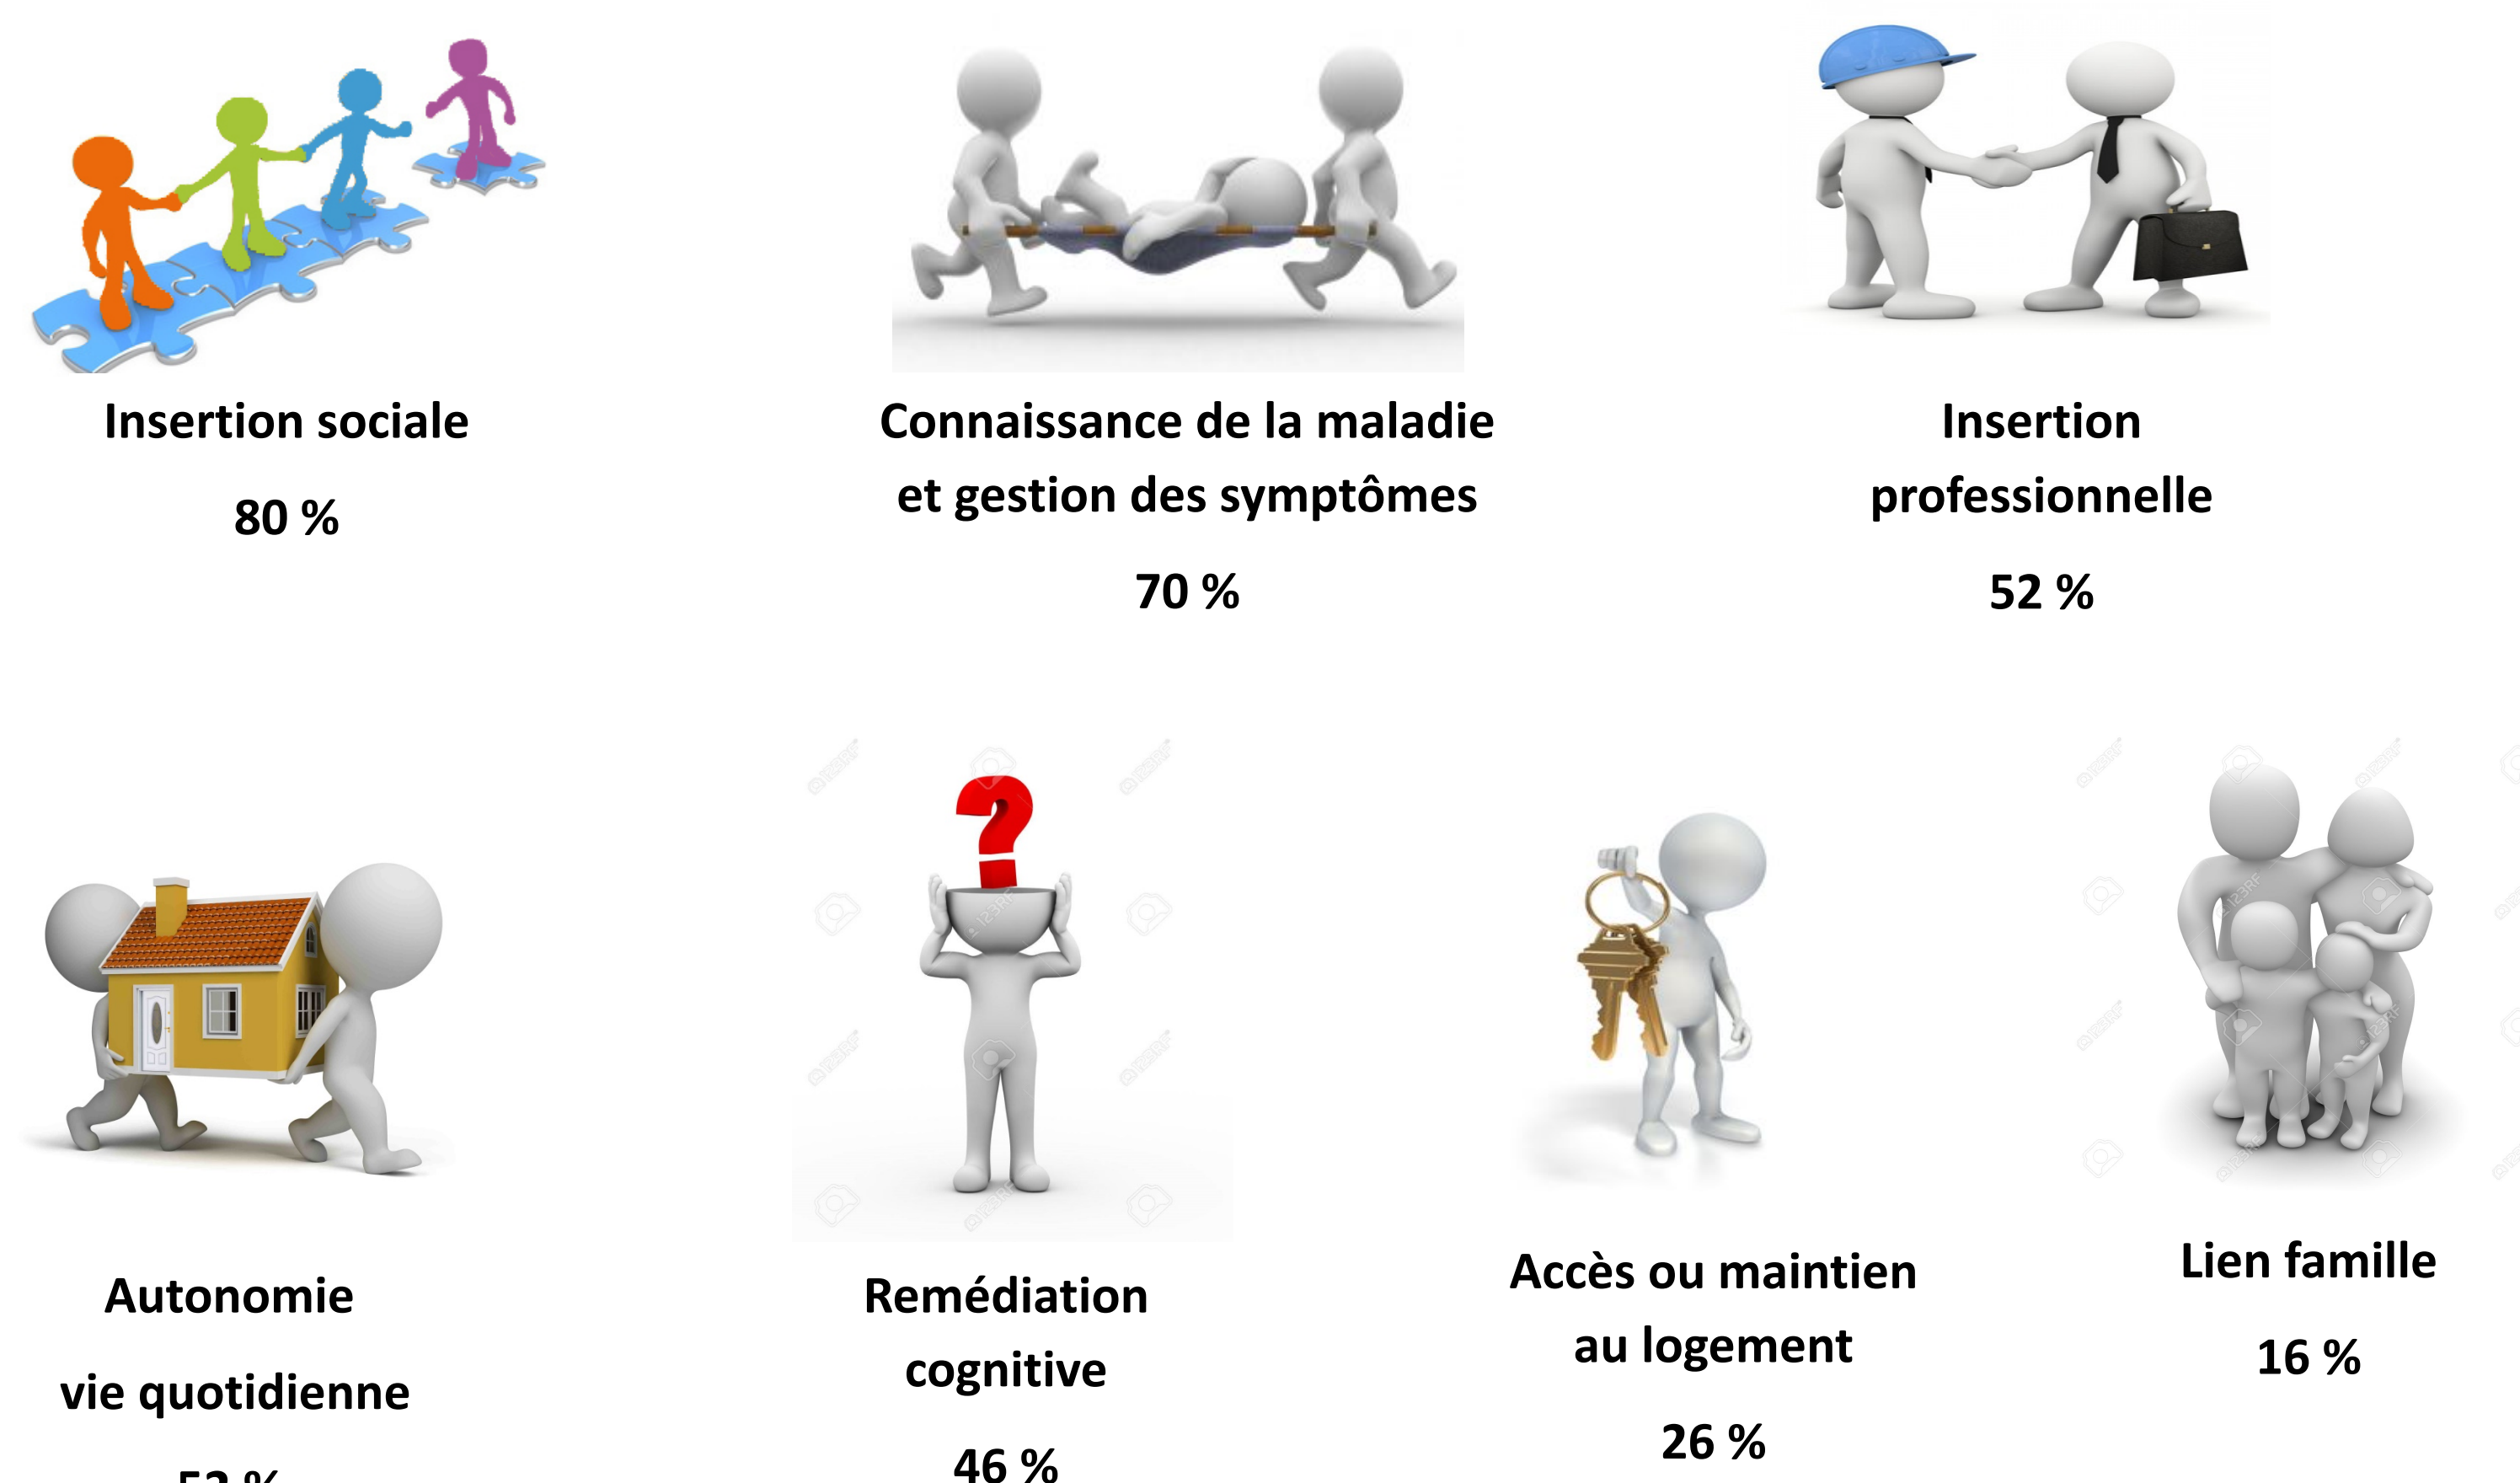 Insertion sociale
80 %
Connaissance de la maladie
et gestion des symptômes
70 %
Insertion
professionnelle
52 %
Autonomie
vie quotidienne
Remédiation
cognitive
46 %
Accès ou maintien
au logement
26 %
Lien famille
16 %